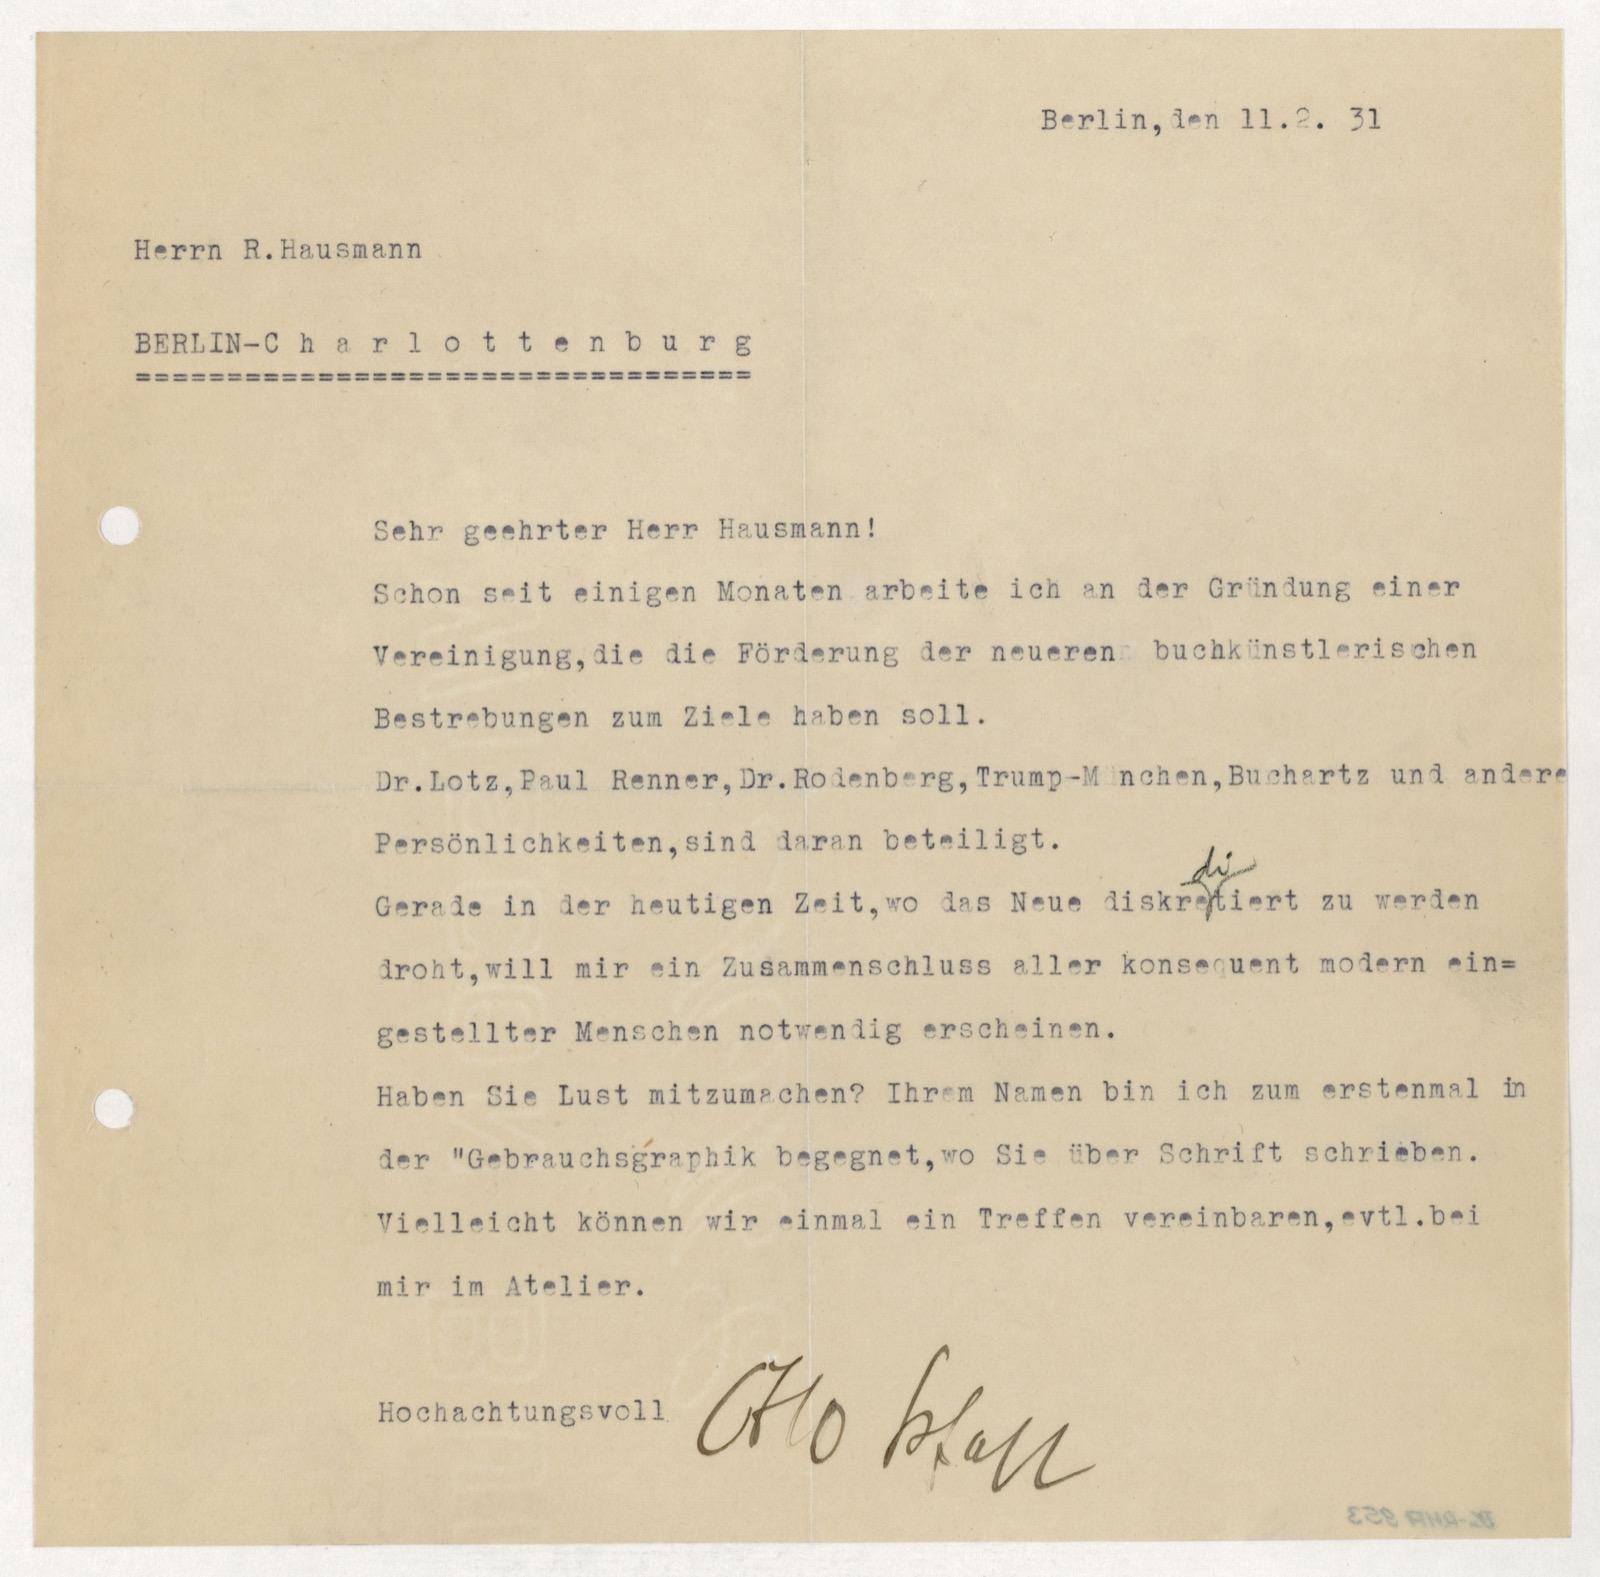 Berlin,den 11.2. 31
Herrn R.Hausmann
BERLIN-C h a r l o t t e n b u r g
==================================
Sehr geehrter Herr Hausmann!
Schon seit einigen Monaten arbeite ich an der Gründung einer
Vereinigung,die die Förderung der neueren buchkünstlerischen
Bestrebungen zum Ziele haben soll.
Dr.Lotz,Paul Renner,Dr.Rodenberg,Trump-München,Buchartz und andere
Persönlichkeiten,sind daran beteiligt.
di
Gerade in der heutigen Zeit,wo das Neue diskretiert zu werden
droht,will mir ein Zusammenschluss aller konsequent modern ein=
gestellter Menschen notwendig erscheinen.
Haben Sie Lust mitzumachen? Ihrem Namen bin ich zum erstenmal in
der "Gebrauchsgraphik begegnet,wo Sie über Schrift schrieben.
Vielleicht können wir einmal ein Treffen vereinbaren,evtl.bei
mir im Atelier.
Hochachtungsvoll Otto